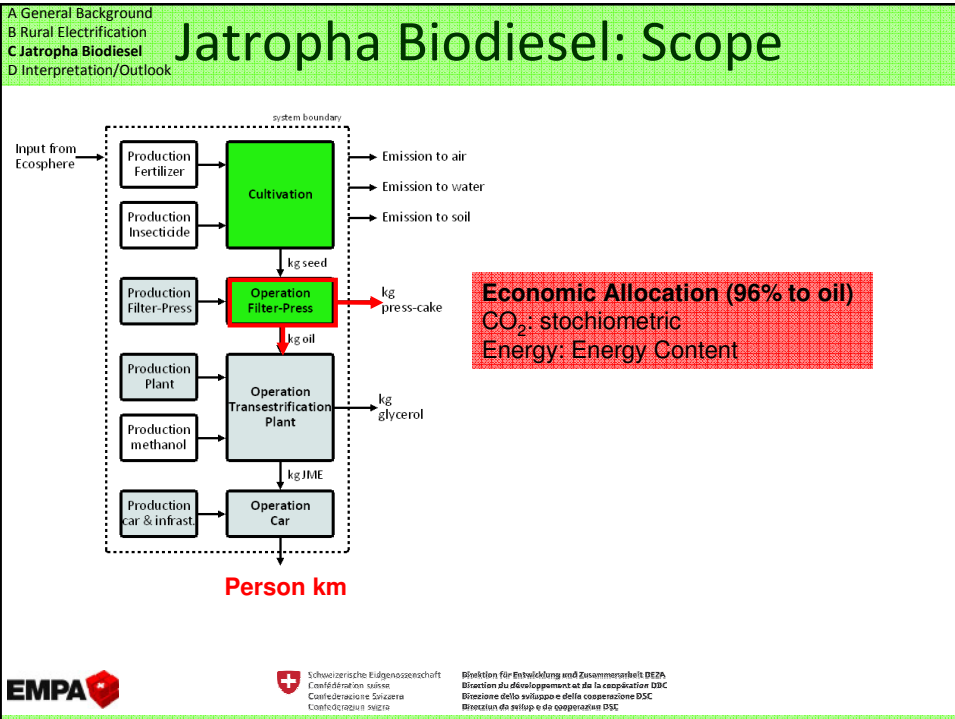 A General Background
B Rural Electrification
C Jatropha Biodiesel
D Interpretation/Outlook
Jatropha Biodiesel: Scope
system boundary
Input from
Ecosphere
Production
Fertilizer
Cultivation
Emission to air
Emission to water
Emission to soil
Production
Insecticide
kg seed
Production
Filter-Press
Operation
Filter-Press
kg
press-cake
Economic Allocation (96% to oil)
CO₂: stochiometric
Energy: Energy Content
kg oil
Production
Plant
Operation
Transestrification
Plant
kg
glycerol
Production
methanol
kg JME
Production
car & infrast.
Operation
Car
Person km
EMPA
Schweizerische Eidgenossenschaft
Confédération suisse
Confederazione Svizzera
Confederaziun svizra
Direktion für Entwicklung und Zusammenarbeit DEZA
Direction du développement et de la coopération DDC
Direzione dello sviluppo e della cooperazione DSC
Direcziun da svilup e da cooperaziun DSC